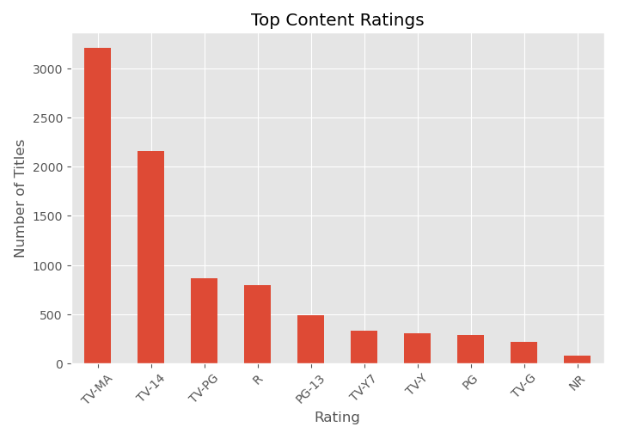 Top Content Ratings
Number of Titles
3000
2500
2000
1500
1000
500
0
TV-MA
TV-14
TV-PG
R
PG-13
TV-Y7
TV-Y
PG
TV-G
NR
Rating